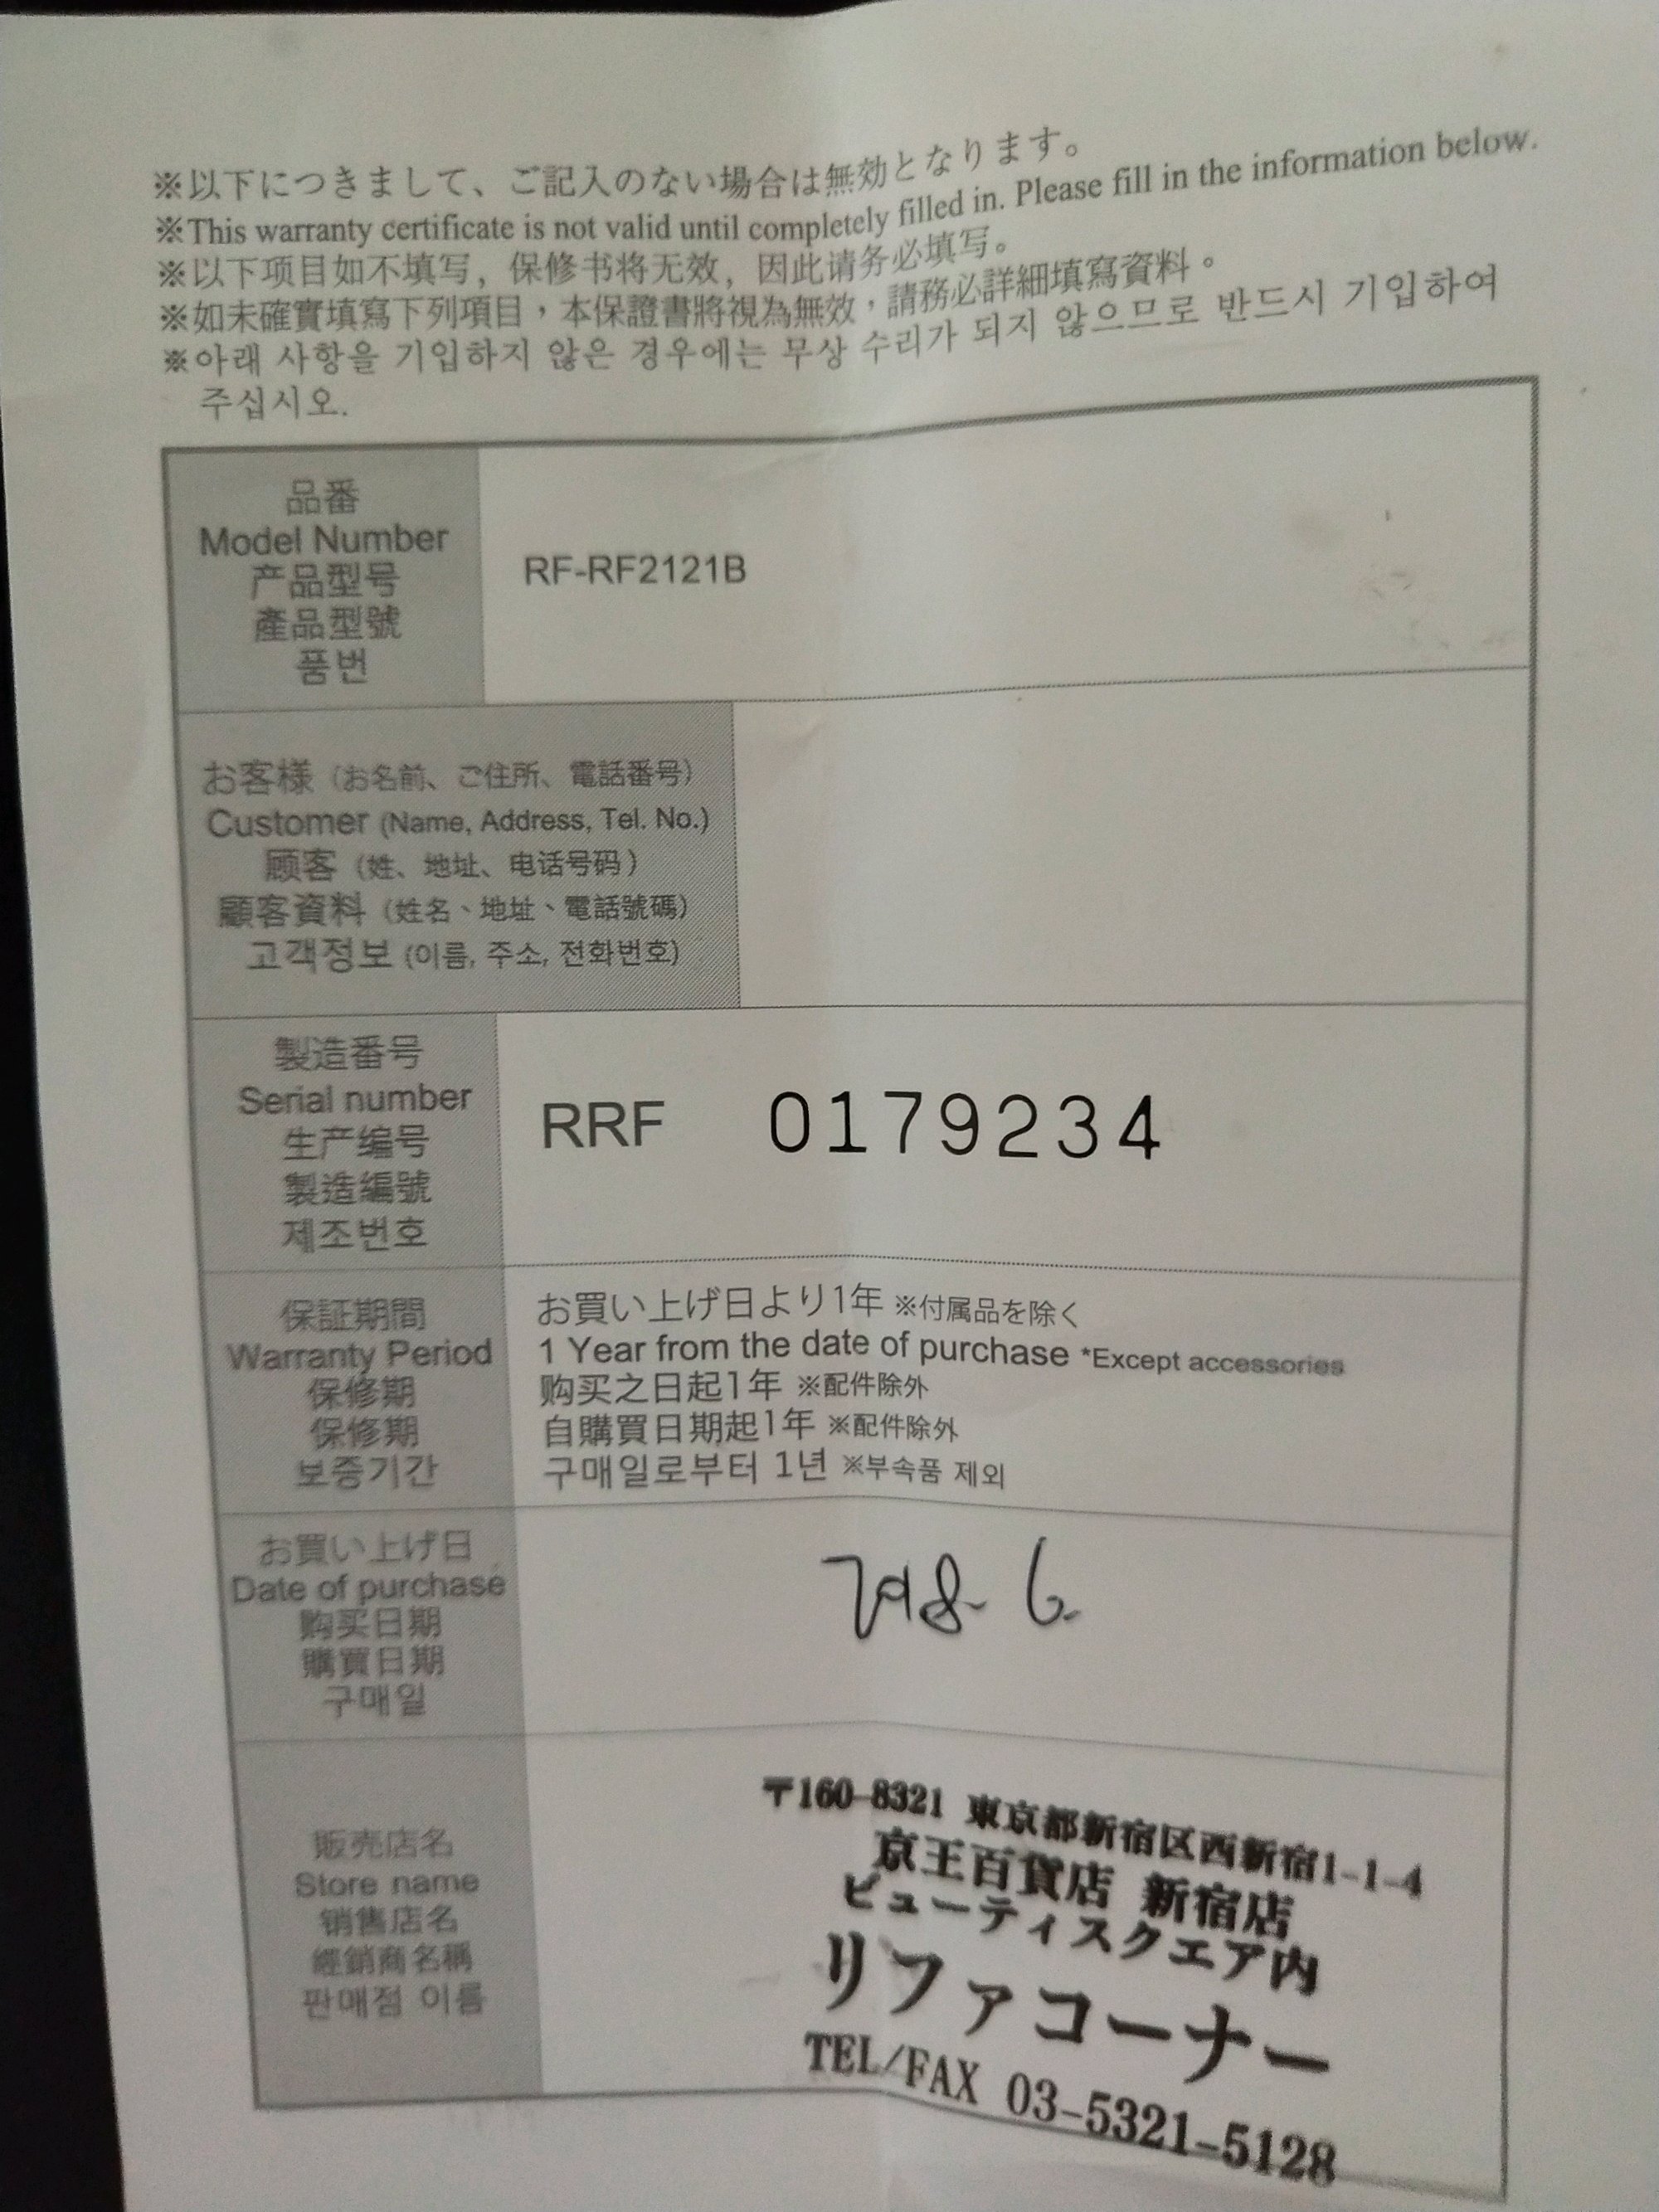 ※以下につきまして、ご記入のない場合は無効となります。
※This warranty certificate is not valid until completely filled in. Please fill in the information below.
※以下项目如不填写，保修书将无效，因此请务必填写。
※如未確實填寫下列項目，本保證書將視為無效，請務必詳細填寫資料。
※아래 사항을 기입하지 않은 경우에는 무상 수리가 되지 않으므로 반드시 기입하여
주십시오.
品番
Model Number
产品型号
產品型號
품번
RF-RF2121B
お客様（お名前、ご住所、電話番号）
Customer (Name, Address, Tel. No.)
顾客（姓、地址、电话号码）
顧客資料（姓名、地址、電話號碼）
고객정보 (이름, 주소, 전화번호)
製造番号
Serial number
生产编号
製造編號
제조번호
RRF 0179234
保証期間
Warranty Period
保修期
保修期
보증기간
お買い上げ日より1年 ※付属品を除く
1 Year from the date of purchase *Except accessories
购买之日起1年 ※配件除外
自購買日期起1年 ※配件除外
구매일로부터 1년 ※부속품 제외
お買い上げ日
Date of purchase
购买日期
購買日期
구매일
販売店名
Store name
销售店名
經銷商名稱
판매점 이름
〒160-8321 東京都新宿区西新宿1-1-4
京王百貨店 新宿店
ビューティスクエア内
リファコーナー
TEL/FAX 03-5321-5128